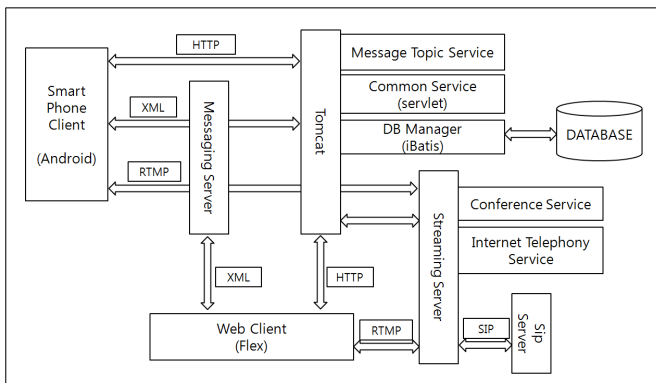 HTTP
Message Topic Service
Smart
Phone
Client
(Android)
XML
Messaging Server
Tomcat
Common Service
(servlet)
DB Manager
(iBatis)
DATABASE
RTMP
Streaming Server
Conference Service
Internet Telephony
Service
XML
HTTP
Web Client
(Flex)
RTMP
SIP
Sip
Server